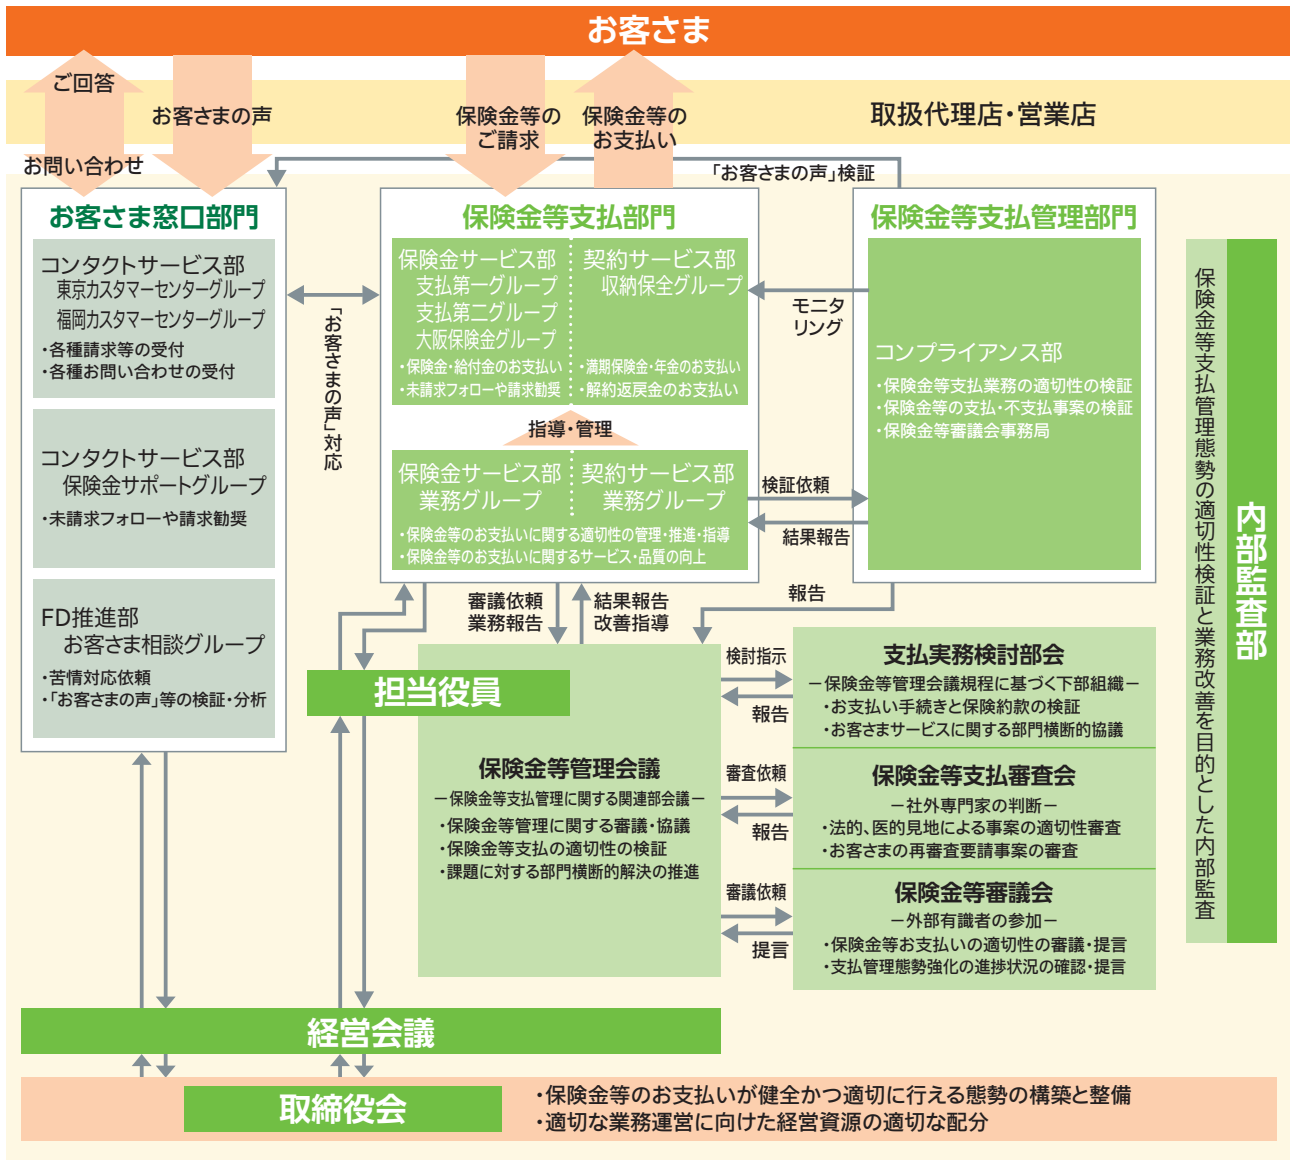 お客さま
ご回答
お問い合わせ
お客さまの声
保険金等の
ご請求
保険金等の
お支払い
取扱代理店・営業店
「お客さまの声」検証
お客さま窓口部門
コンタクトサービス部
東京カスタマーセンターグループ
福岡カスタマーセンターグループ
・各種請求等の受付
・各種お問い合わせの受付
コンタクトサービス部
保険金サポートグループ
・未請求フォローや請求勧奨
FD推進部
お客さま相談グループ
・苦情対応依頼
・「お客さまの声」等の検証・分析
「お客さまの声」対応
保険金等支払部門
保険金サービス部
支払第一グループ
支払第二グループ
大阪保険金グループ
・保険金・給付金のお支払い
・未請求フォローや請求勧奨
契約サービス部
収納保全グループ
・満期保険金・年金のお支払い
・解約返戻金のお支払い
指導・管理
保険金サービス部
業務グループ
契約サービス部
業務グループ
・保険金等のお支払いに関する適切性の管理・推進・指導
・保険金等のお支払いに関するサービス・品質の向上
モニタ
リング
検証依頼
結果報告
保険金等支払管理部門
コンプライアンス部
・保険金等支払業務の適切性の検証
・保険金等の支払・不支払事案の検証
・保険金等審議会事務局
審議依頼
業務報告
結果報告
改善指導
報告
担当役員
保険金等管理会議
－保険金等支払管理に関する関連部会議－
・保険金等管理に関する審議・協議
・保険金等支払の適切性の検証
・課題に対する部門横断的解決の推進
検討指示
報告
支払実務検討部会
－保険金等管理会議規程に基づく下部組織－
・お支払い手続きと保険約款の検証
・お客さまサービスに関する部門横断的協議
審査依頼
報告
保険金等支払審査会
－社外専門家の判断－
・法的、医的見地による事案の適切性審査
・お客さまの再審査要請事案の審査
審議依頼
提言
保険金等審議会
－外部有識者の参加－
・保険金等お支払いの適切性の審議・提言
・支払管理態勢強化の進捗状況の確認・提言
保険金等支払管理態勢の適切性検証と業務改善を目的とした内部監査
内部監査部
経営会議
取締役会
・保険金等のお支払いが健全かつ適切に行える態勢の構築と整備
・適切な業務運営に向けた経営資源の適切な配分